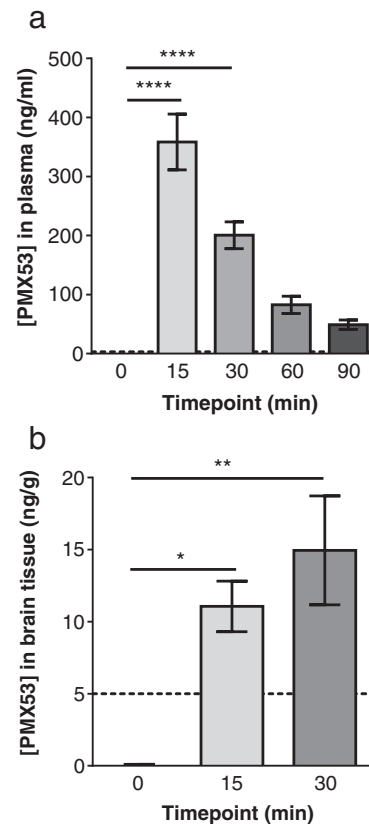 a
[PMX53] in plasma (ng/ml)
500
400
300
200
100
0
****
****
0 15 30 60 90
Timepoint (min)
b
[PMX53] in brain tissue (ng/g)
20
15
10
5
0
**
*
0 15 30
Timepoint (min)